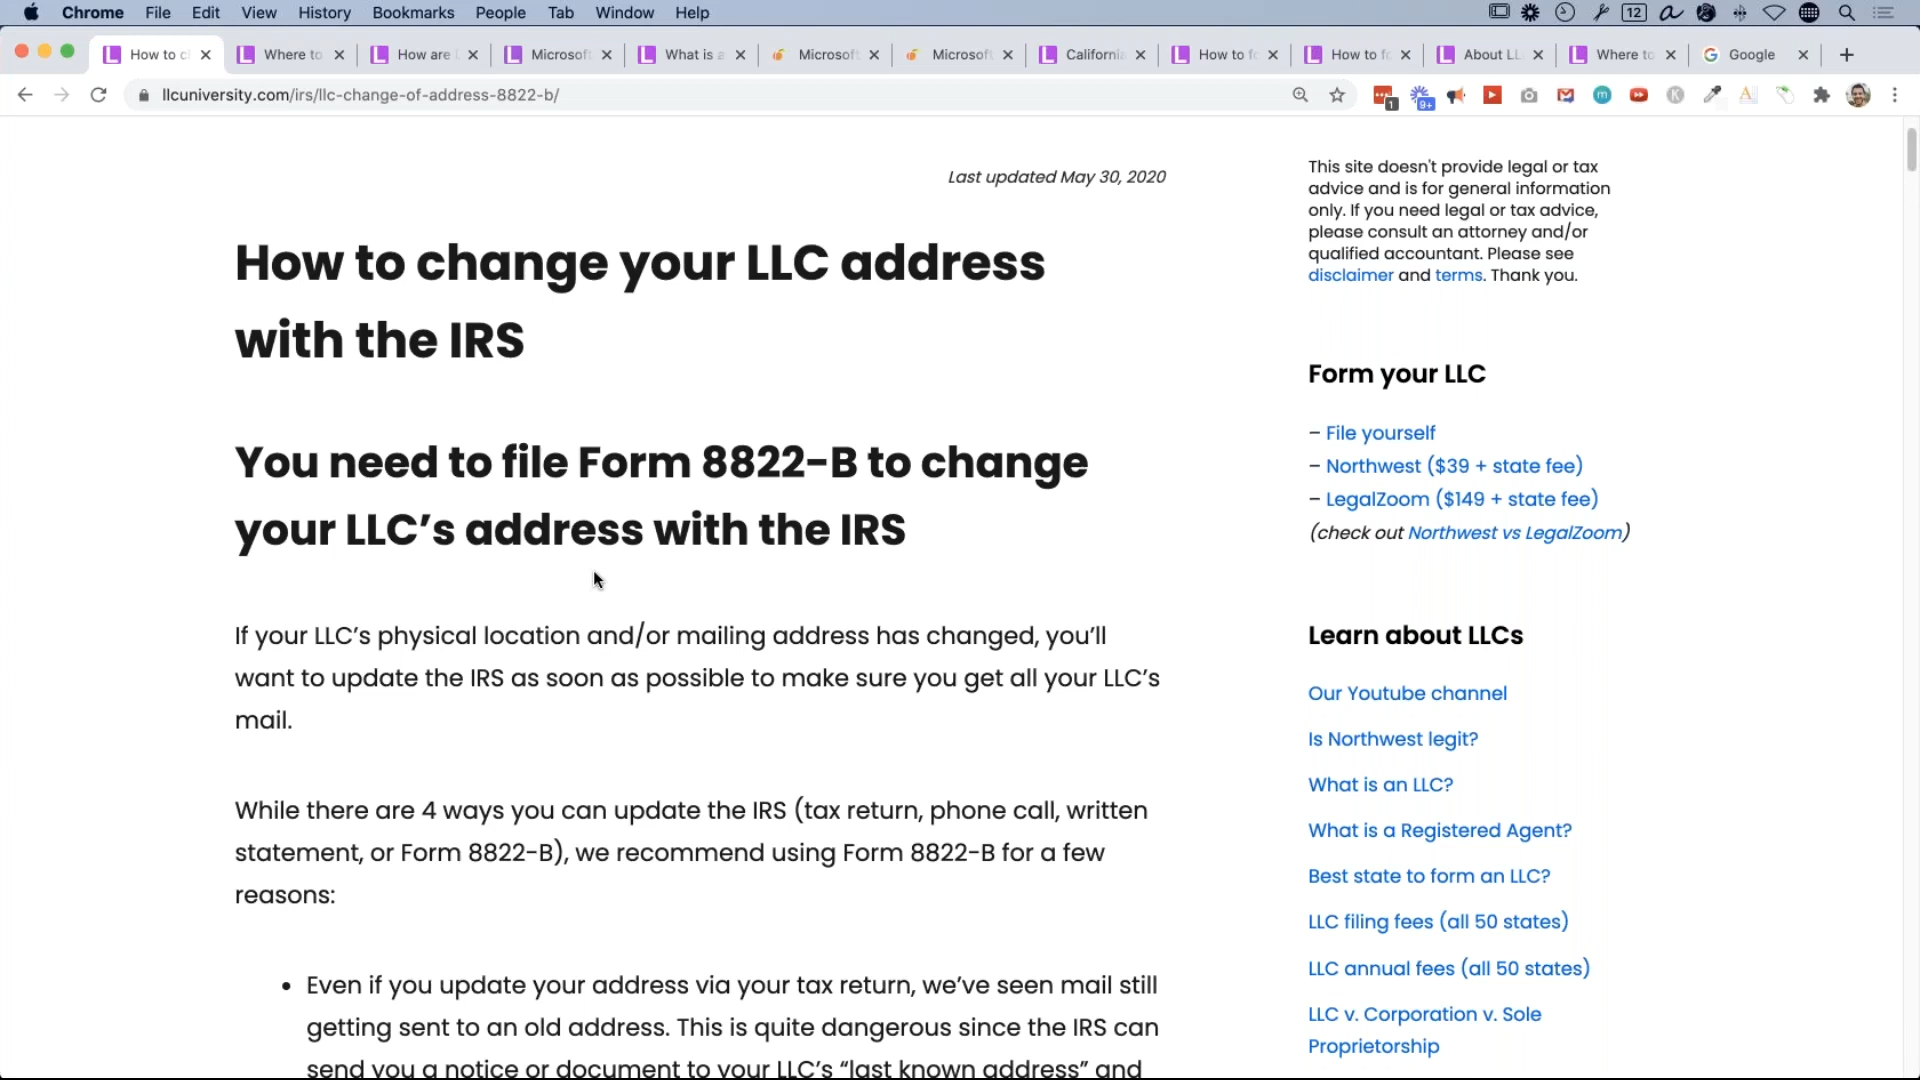 Chrome File Edit View History Bookmarks People Tab Window Help
12
How to c
Where to
How are
Microsoft
What is a
Microsoft
Microsoft
California
How to fo
How to fo
About LL
Where to
Google
llcuniversity.com/irs/llc-change-of-address-8822-b/
1
9+
Last updated May 30, 2020
How to change your LLC address
with the IRS
You need to file Form 8822-B to change
your LLC’s address with the IRS
If your LLC’s physical location and/or mailing address has changed, you’ll
want to update the IRS as soon as possible to make sure you get all your LLC’s
mail.
While there are 4 ways you can update the IRS (tax return, phone call, written
statement, or Form 8822-B), we recommend using Form 8822-B for a few
reasons:
• Even if you update your address via your tax return, we’ve seen mail still
getting sent to an old address. This is quite dangerous since the IRS can
send you a notice or document to your LLC’s “last known address” and
This site doesn't provide legal or tax
advice and is for general information
only. If you need legal or tax advice,
please consult an attorney and/or
qualified accountant. Please see
disclaimer and terms. Thank you.
Form your LLC
– File yourself
– Northwest ($39 + state fee)
– LegalZoom ($149 + state fee)
(check out Northwest vs LegalZoom)
Learn about LLCs
Our Youtube channel
Is Northwest legit?
What is an LLC?
What is a Registered Agent?
Best state to form an LLC?
LLC filing fees (all 50 states)
LLC annual fees (all 50 states)
LLC v. Corporation v. Sole
Proprietorship